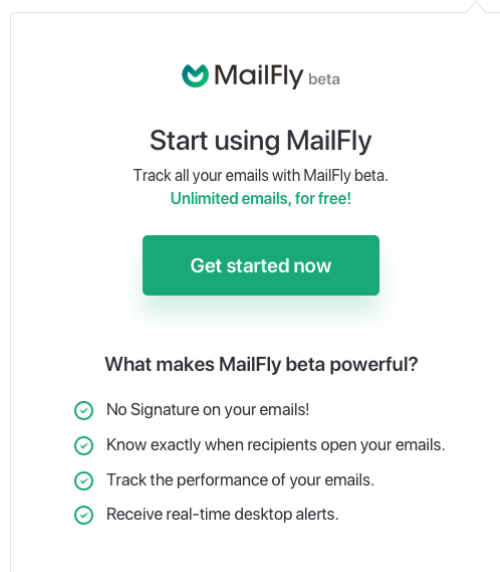 MailFly beta
Start using MailFly
Track all your emails with MailFly beta.
Unlimited emails, for free!
Get started now
What makes MailFly beta powerful?
No Signature on your emails!
Know exactly when recipients open your emails.
Track the performance of your emails.
Receive real-time desktop alerts.